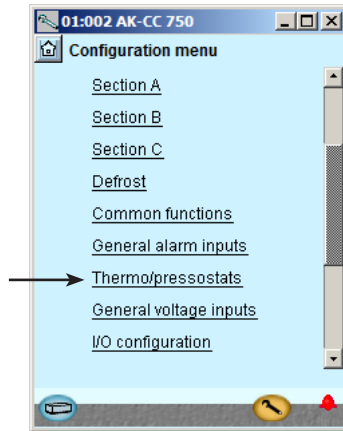 01:002 AK-CC 750
Configuration menu
Section A
Section B
Section C
Defrost
Common functions
General alarm inputs
Thermo/pressostats
General voltage inputs
I/O configuration